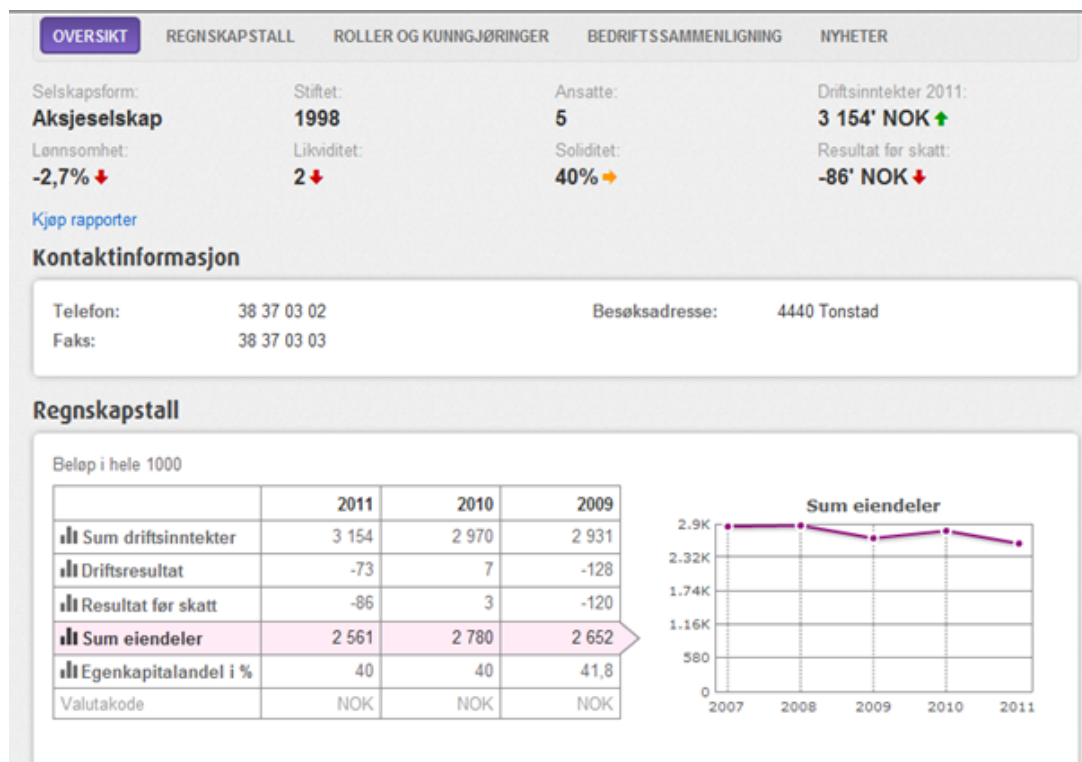 OVERSIKT REGNSKAPSTALL ROLLER OG KUNNGJØRINGER BEDRIFTSSAMMENLIGNING NYHETER
Selskapsform: Stiftet: Ansatte: Driftsinntekter 2011:
Aksjeselskap 1998 5 3 154' NOK
Lønnsomhet: Likviditet: Soliditet: Resultat før skatt:
-2,7% 2 40% -86' NOK
Kjøp rapporter
Kontaktinformasjon
Telefon: 38 37 03 02 Besøksadresse: 4440 Tonstad
Faks: 38 37 03 03
Regnskapstall
Beløp i hele 1000
2011 2010 2009
Sum driftsinntekter 3 154 2 970 2 931
Driftsresultat -73 7 -128
Resultat før skatt -86 3 -120
Sum eiendeler 2 561 2 780 2 652
Egenkapitalandel i % 40 40 41,8
Valutakode NOK NOK NOK
Sum eiendeler
2.9K
2.32K
1.74K
1.16K
580
0
2007 2008 2009 2010 2011